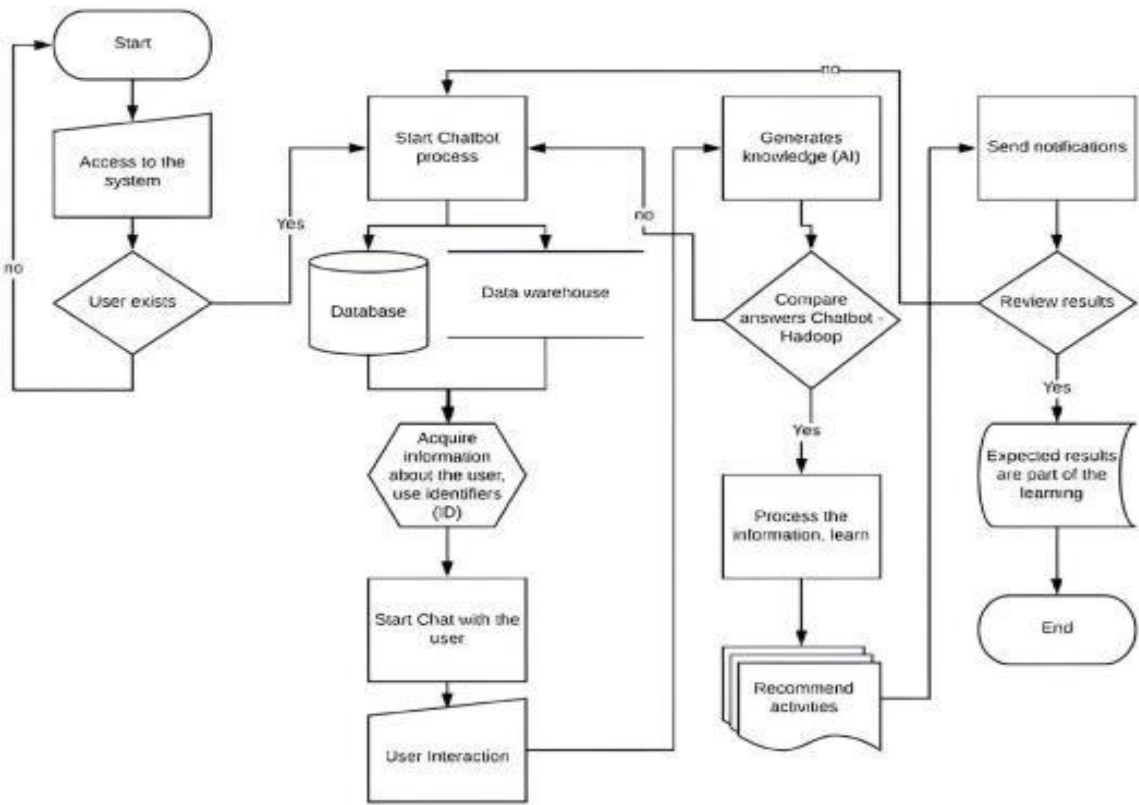 Start
Access to the
system
no
User exists
Yes
Start Chatbot
process
Database
Data warehouse
Acquire
information
about the user,
use identifiers
(ID)
Start Chat with the
user
User Interaction
no
no
Generates
knowledge (AI)
Compare
answers Chatbot -
Hadoop
Yes
Process the
information, learn
Recommend
activities
Send notifications
Review results
Yes
Expected results
are part of the
learning
End